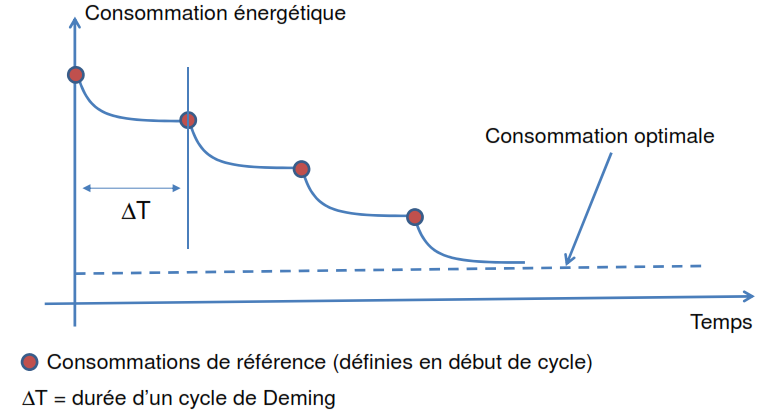 Consommation énergétique
Consommation optimale
ΔT
Temps
Consommations de référence (définies en début de cycle)
ΔT = durée d’un cycle de Deming